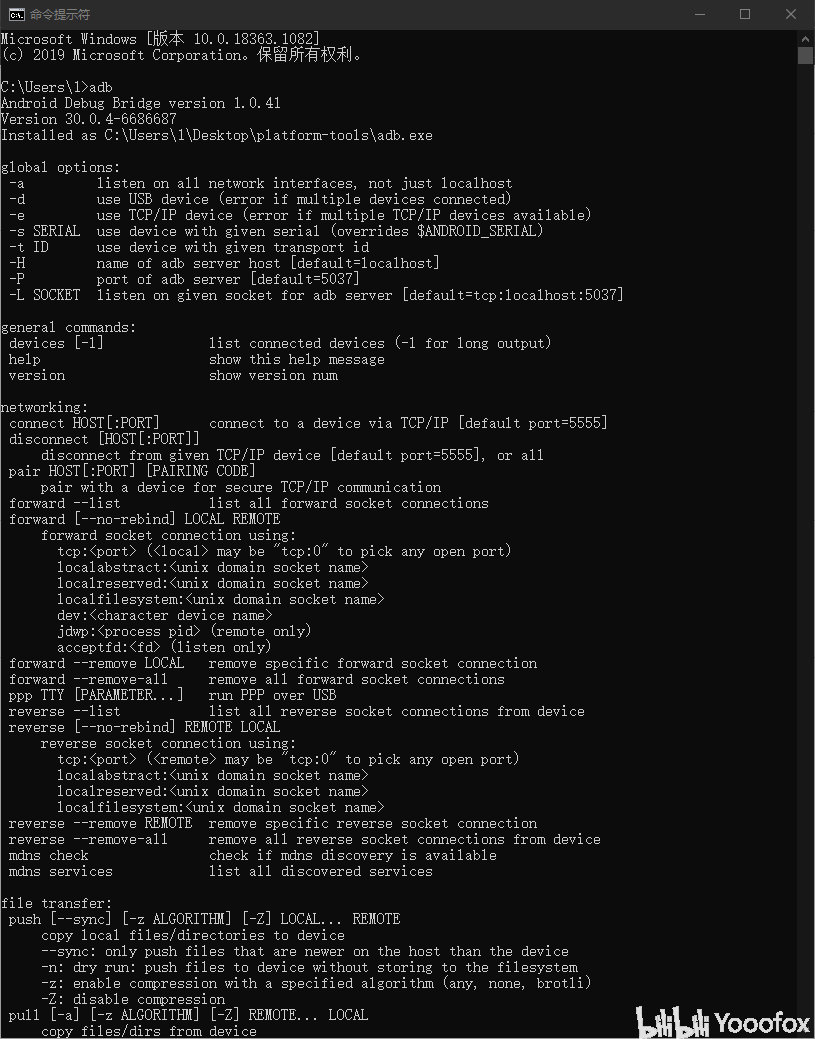 命令提示符
Microsoft Windows [版本 10.0.18363.1082]
(c) 2019 Microsoft Corporation。保留所有权利。
C:\Users\1>adb
Android Debug Bridge version 1.0.41
Version 30.0.4-6686687
Installed as C:\Users\1\Desktop\platform-tools\adb.exe
global options:
 -a         listen on all network interfaces, not just localhost
 -d         use USB device (error if multiple devices connected)
 -e         use TCP/IP device (error if multiple TCP/IP devices available)
 -s SERIAL  use device with given serial (overrides $ANDROID_SERIAL)
 -t ID      use device with given transport id
 -H         name of adb server host [default=localhost]
 -P         port of adb server [default=5037]
 -L SOCKET  listen on given socket for adb server [default=tcp:localhost:5037]
general commands:
 devices [-l]             list connected devices (-l for long output)
 help                     show this help message
 version                  show version num
networking:
 connect HOST[:PORT]      connect to a device via TCP/IP [default port=5555]
 disconnect [HOST[:PORT]]
     disconnect from given TCP/IP device [default port=5555], or all
 pair HOST[:PORT] [PAIRING CODE]
     pair with a device for secure TCP/IP communication
 forward --list           list all forward socket connections
 forward [--no-rebind] LOCAL REMOTE
     forward socket connection using:
       tcp:<port> (<local> may be "tcp:0" to pick any open port)
       localabstract:<unix domain socket name>
       localreserved:<unix domain socket name>
       localfilesystem:<unix domain socket name>
       dev:<character device name>
       jdwp:<process pid> (remote only)
       acceptfd:<fd> (listen only)
 forward --remove LOCAL   remove specific forward socket connection
 forward --remove-all     remove all forward socket connections
 ppp TTY [PARAMETER...]   run PPP over USB
 reverse --list           list all reverse socket connections from device
 reverse [--no-rebind] REMOTE LOCAL
     reverse socket connection using:
       tcp:<port> (<remote> may be "tcp:0" to pick any open port)
       localabstract:<unix domain socket name>
       localreserved:<unix domain socket name>
       localfilesystem:<unix domain socket name>
 reverse --remove REMOTE  remove specific reverse socket connection
 reverse --remove-all     remove all reverse socket connections from device
 mdns check               check if mdns discovery is available
 mdns services            list all discovered services
file transfer:
 push [--sync] [-z ALGORITHM] [-Z] LOCAL... REMOTE
     copy local files/directories to device
     --sync: only push files that are newer on the host than the device
     -n: dry run: push files to device without storing to the filesystem
     -z: enable compression with a specified algorithm (any, none, brotli)
     -Z: disable compression
 pull [-a] [-z ALGORITHM] [-Z] REMOTE... LOCAL
     copy files/dirs from device
bilibili Yooofox